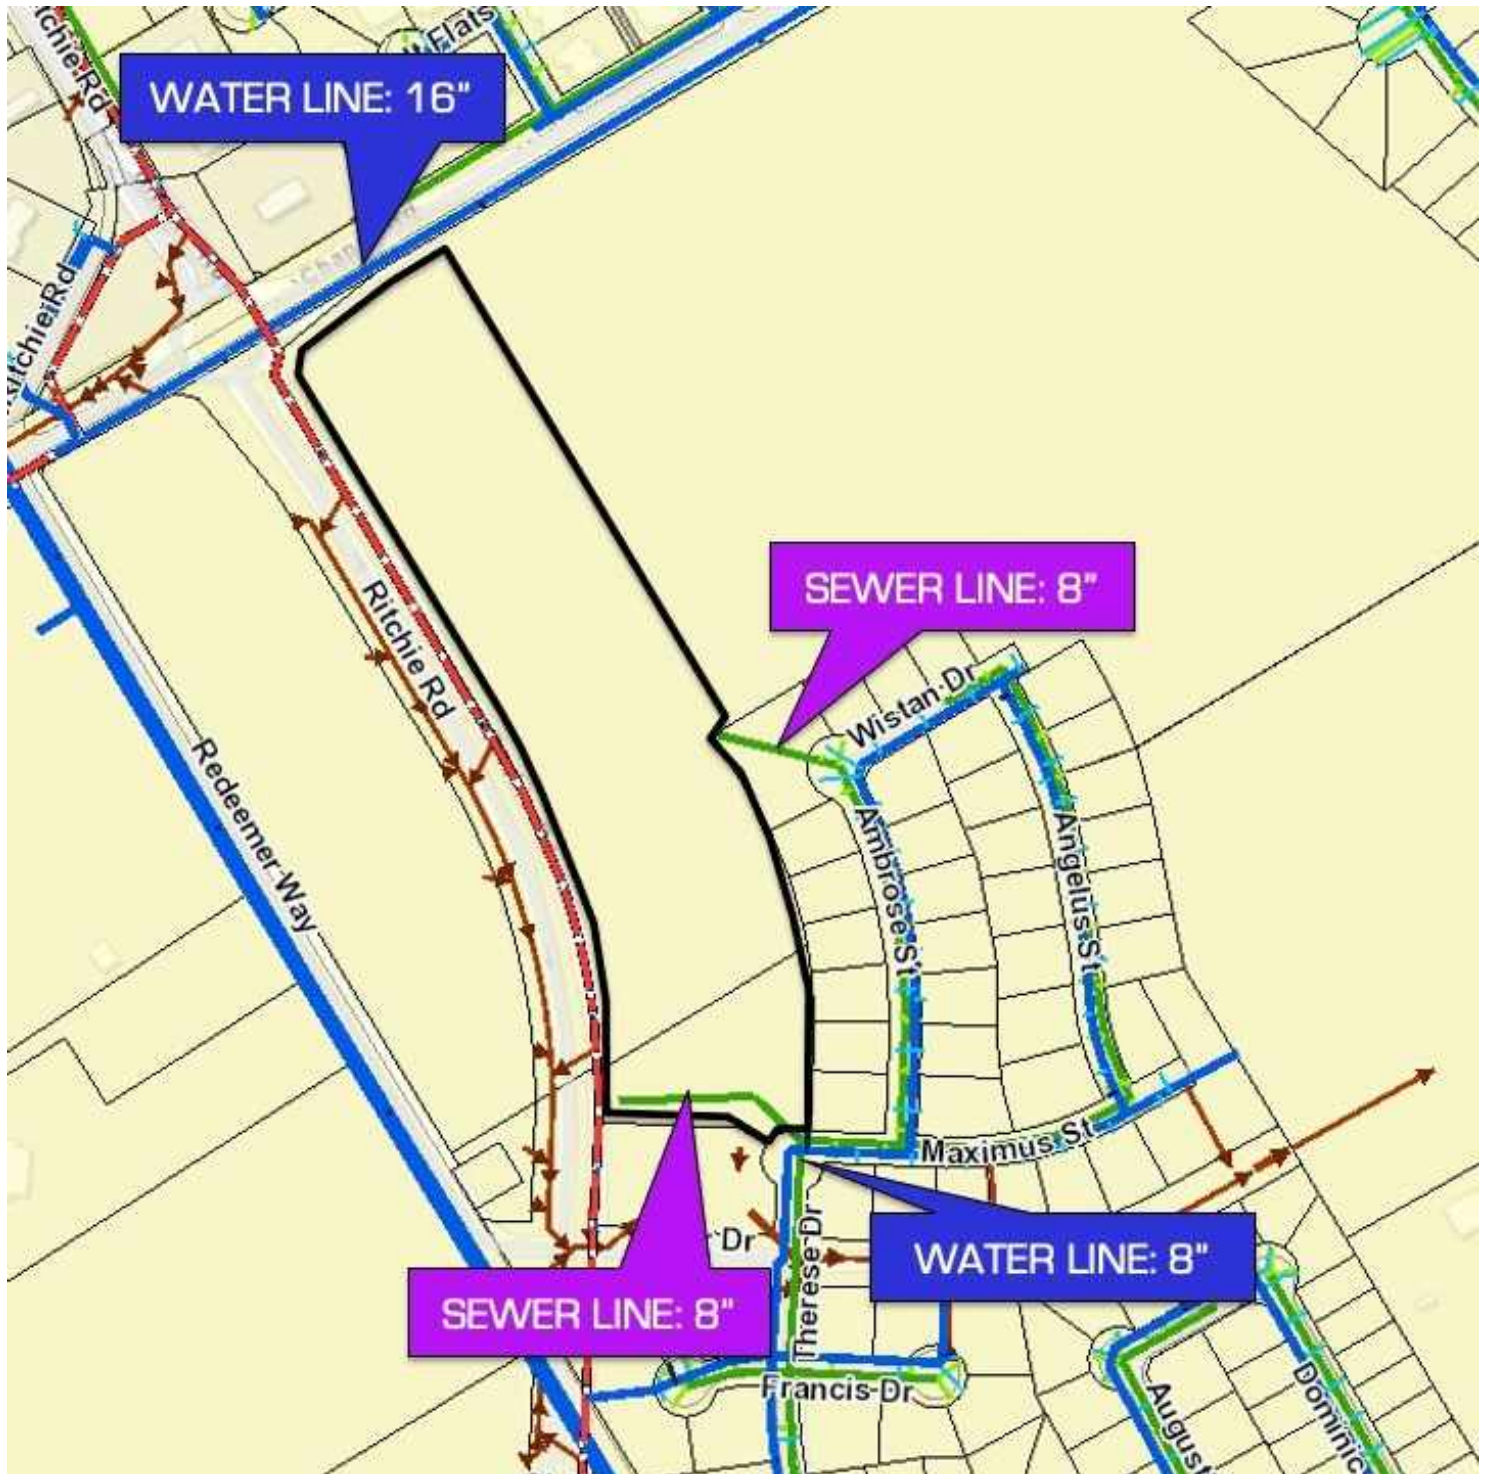 Ritchie Rd
Flats
WATER LINE: 16"
Ritchie Rd
SEWER LINE: 8"
Ritchie Rd
Wistan Dr
Redeemer Way
Ambrose St
Angelus St
Maximus St
Dr
Therese Dr
WATER LINE: 8"
SEWER LINE: 8"
Francis Dr
August
Dominic